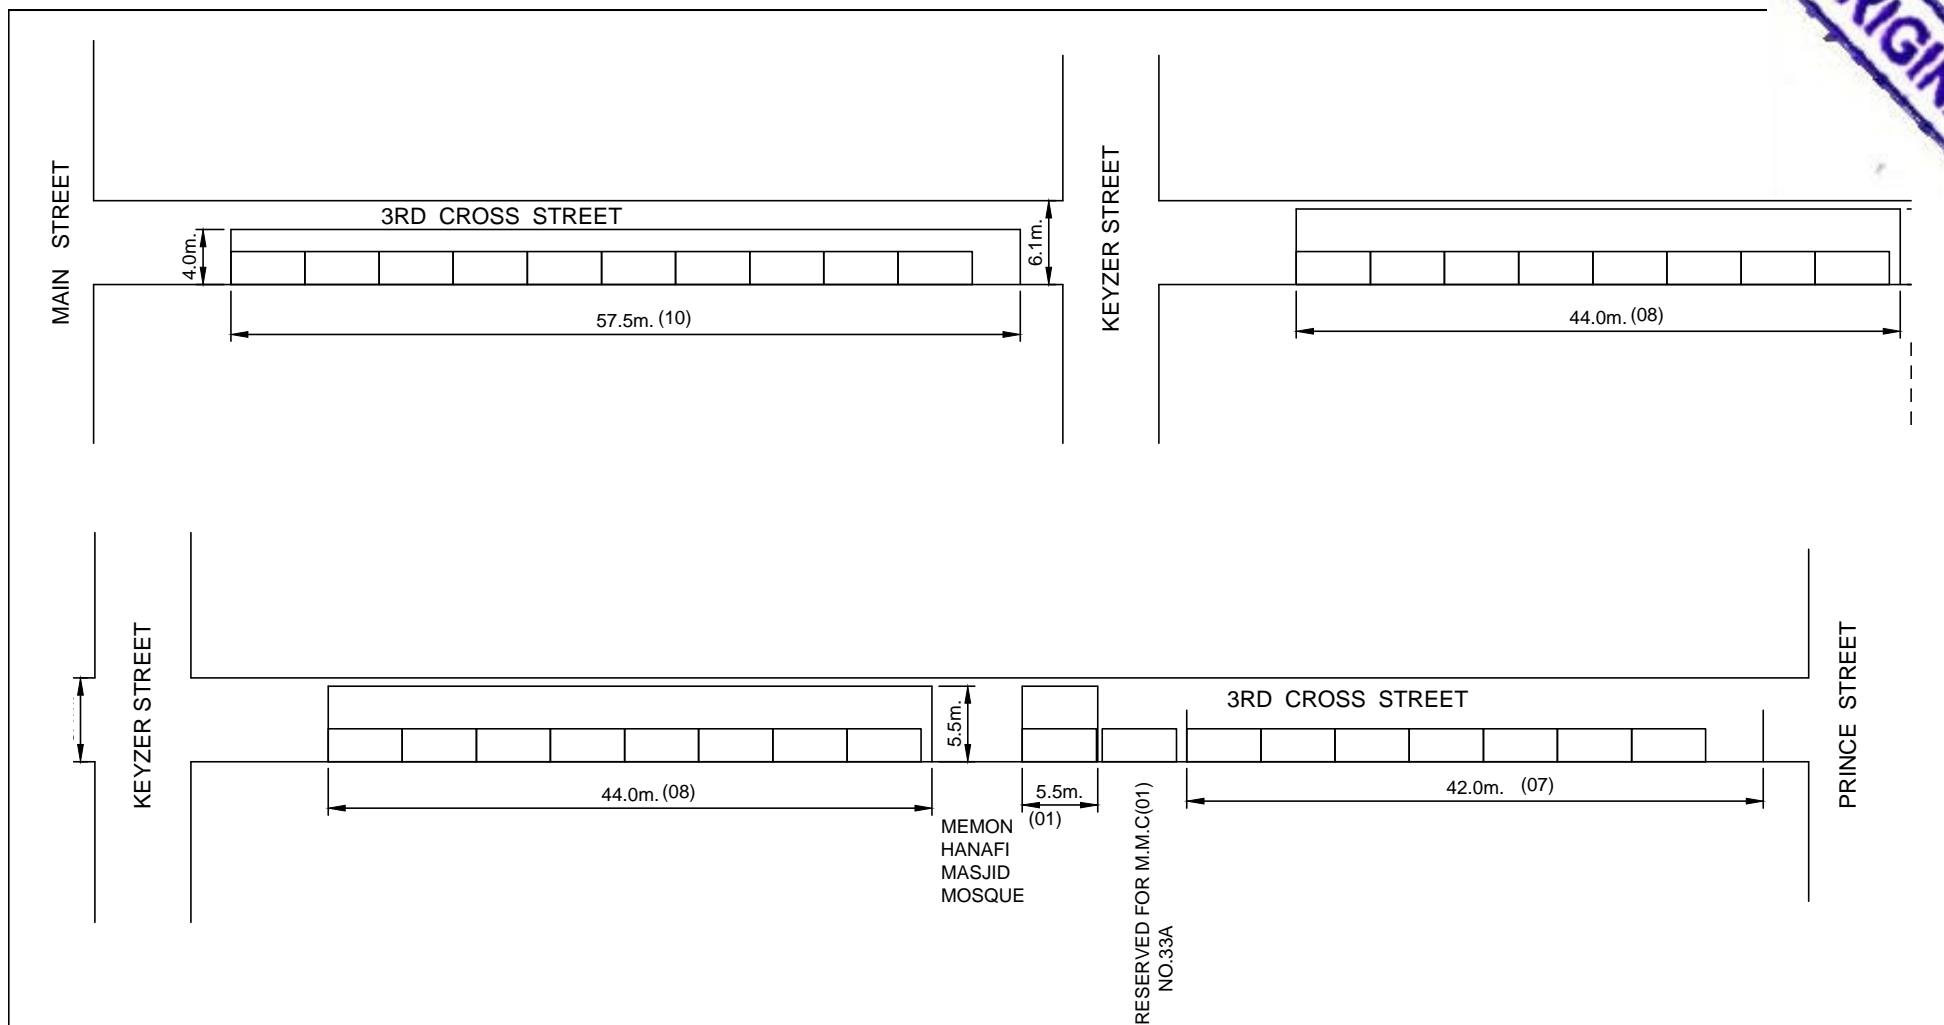 MAIN STREET
3RD CROSS STREET
4.0m.
6.1m.
57.5m. (10)
KEYZER STREET
44.0m. (08)
KEYZER STREET
44.0m. (08)
5.5m.
MEMON
HANAFI
MASJID
MOSQUE
5.5m.
(01)
RESERVED FOR M.M.C(01)
NO.33A
3RD CROSS STREET
42.0m. (07)
PRINCE STREET